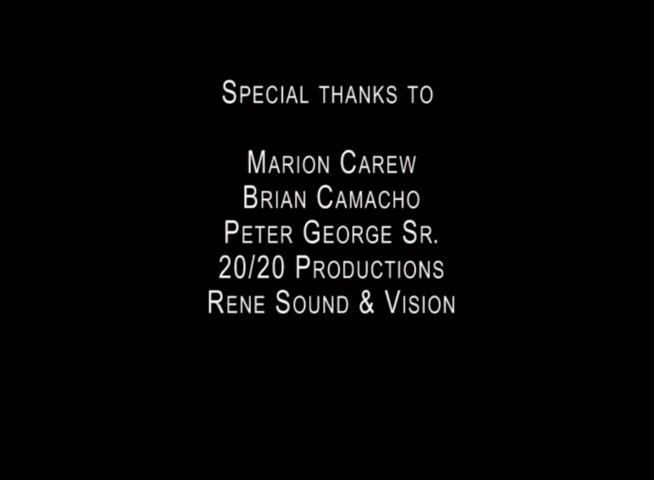 Special thanks to
Marion Carew
Brian Camacho
Peter George Sr.
20/20 Productions
Rene Sound & Vision